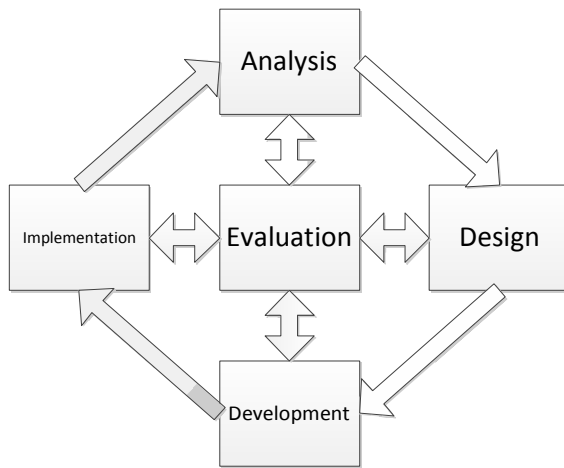 Analysis
Implementation
Evaluation
Design
Development